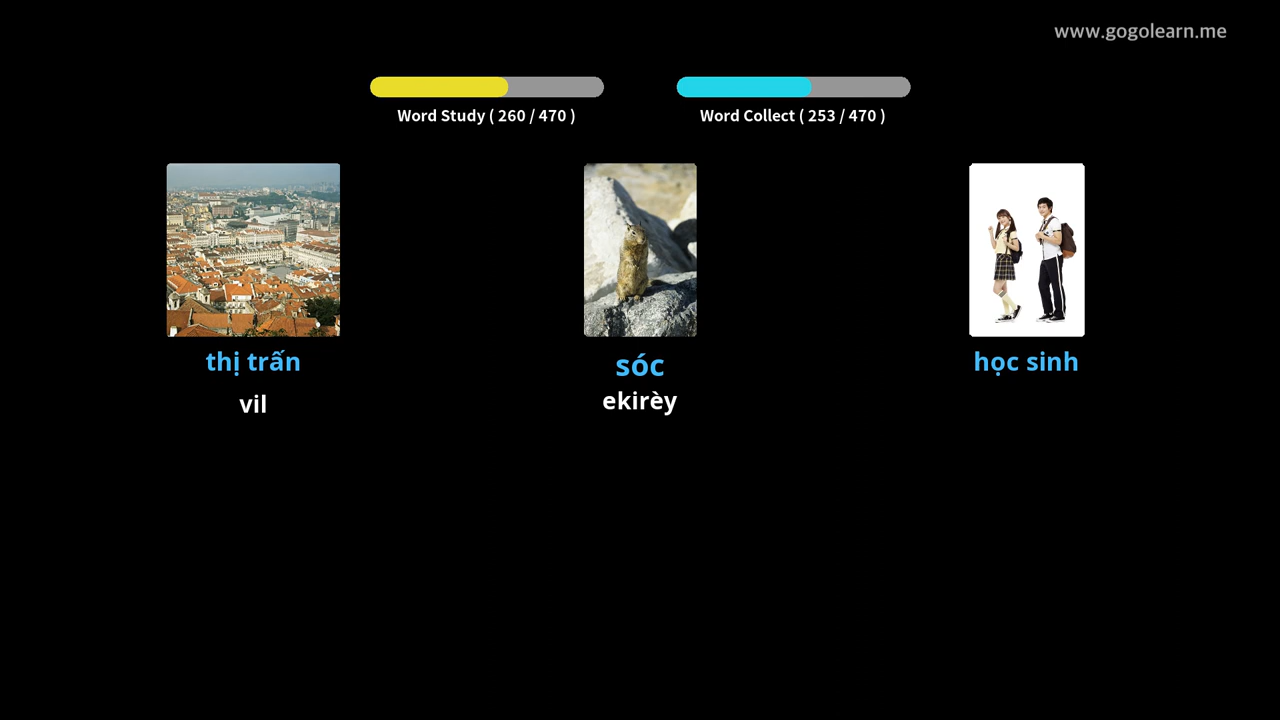 www.gogolearn.me
Word Study ( 260 / 470 )
Word Collect ( 253 / 470 )
thị trấn
vil
sóc
ekirèy
học sinh